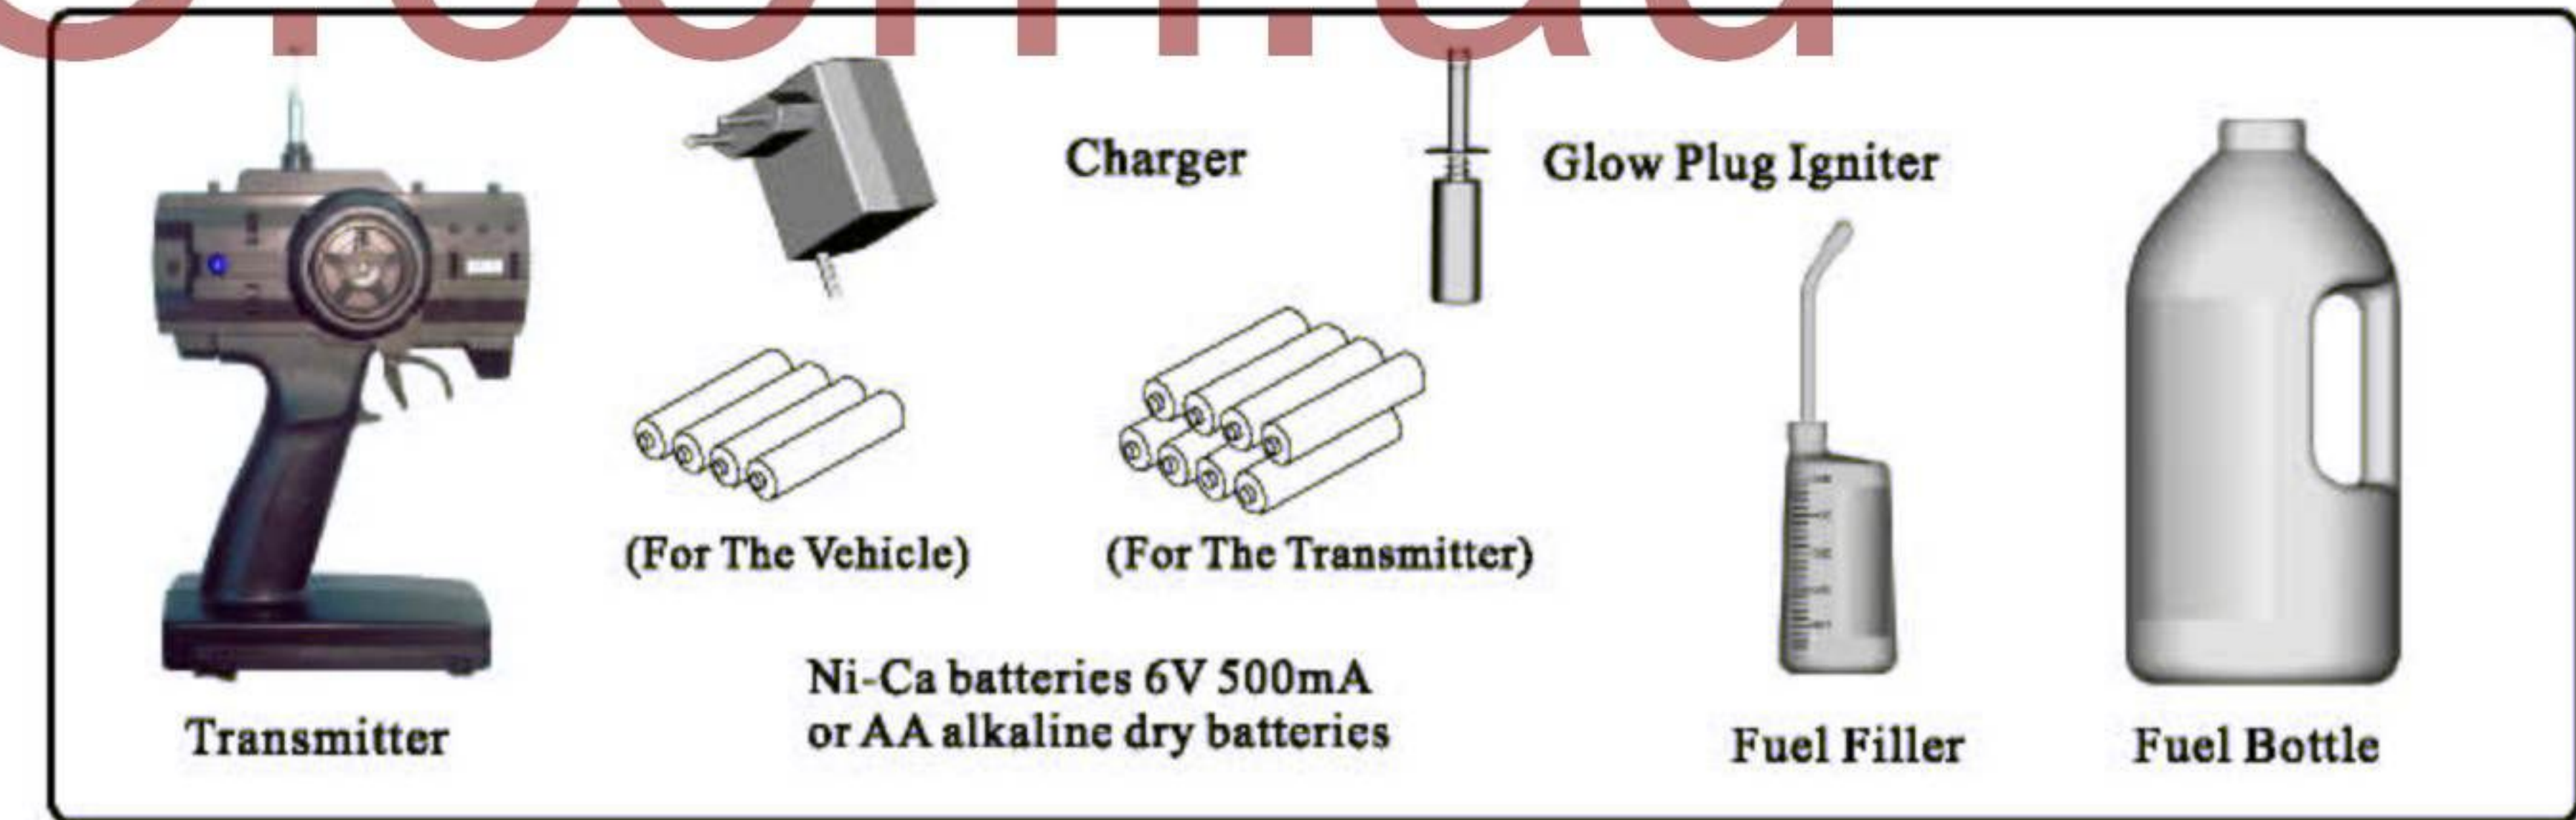 Charger
Glow Plug Igniter
(For The Vehicle)
(For The Transmitter)
Ni-Ca batteries 6V 500mA
or AA alkaline dry batteries
Transmitter
Fuel Filler
Fuel Bottle